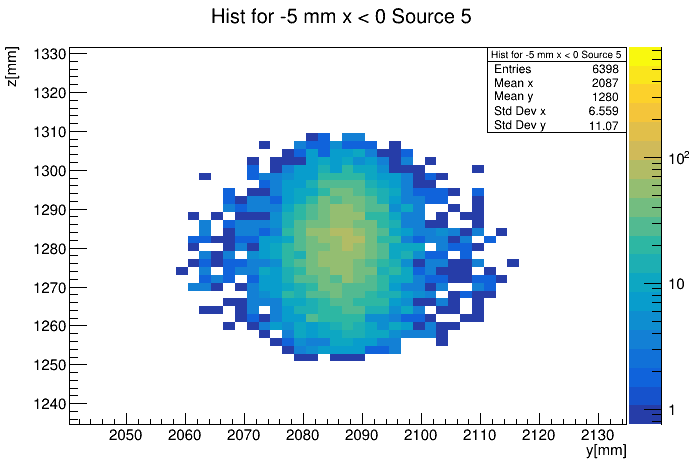 Hist for -5 mm x < 0 Source 5
z[mm]
1330
1320
1310
1300
1290
1280
1270
1260
1250
1240
2050 2060 2070 2080 2090 2100 2110 2120 2130
y[mm]
Hist for -5 mm x < 0 Source 5
Entries 6398
Mean x 2087
Mean y 1280
Std Dev x 6.559
Std Dev y 11.07
10²
10
1